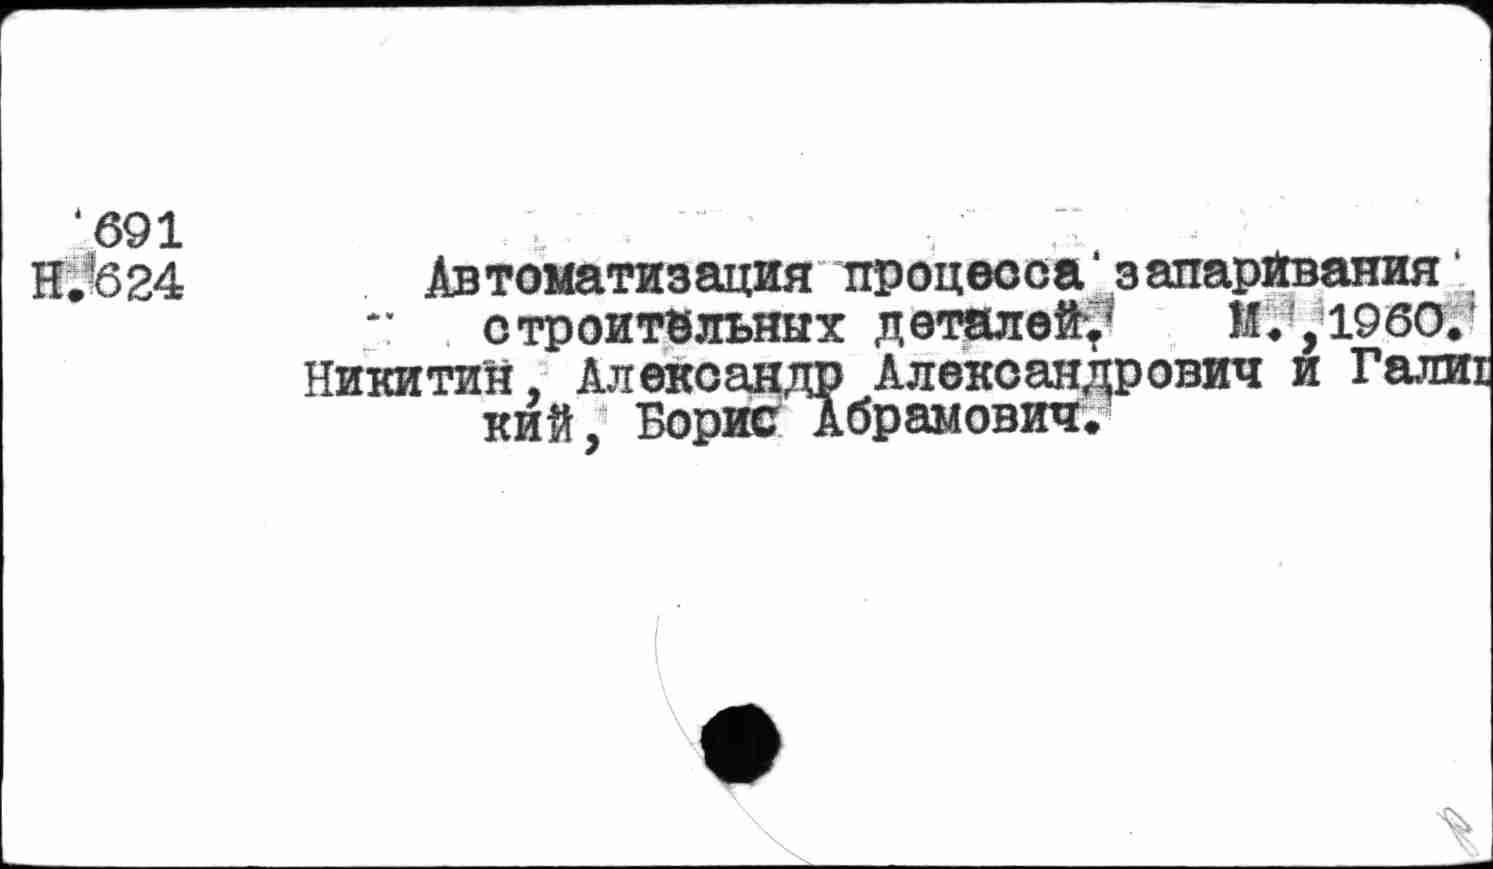 691
Н.624
Автоматизация процесса запаривания
строительных деталей. М.,1960.
Никитин, Александр Александрович и Галиц
кий, Борис Абрамович.